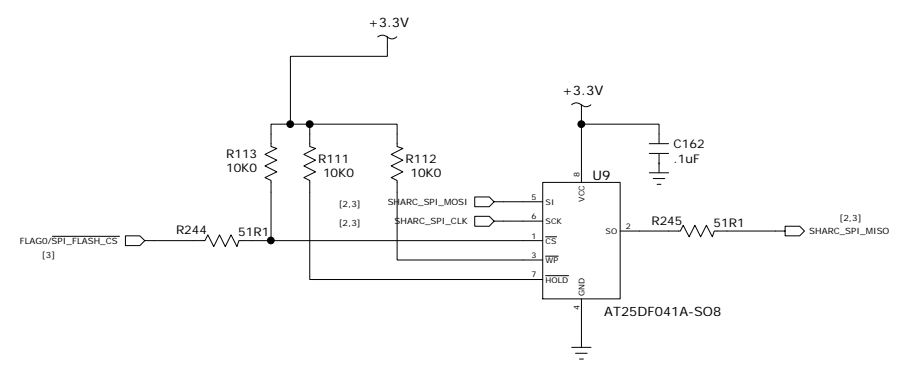 +3.3V
+3.3V
C162
.1uF
R113
10K0
R111
10K0
R112
10K0
8
VCC
U9
[2,3]
SHARC_SPI_MOSI
5
SI
[2,3]
SHARC_SPI_CLK
6
SCK
R244
51R1
FLAG0/SPI_FLASH_CS
[3]
1
CS
3
WP
7
HOLD
SO
2
R245
51R1
[2,3]
SHARC_SPI_MISO
GND
4
AT25DF041A-SO8